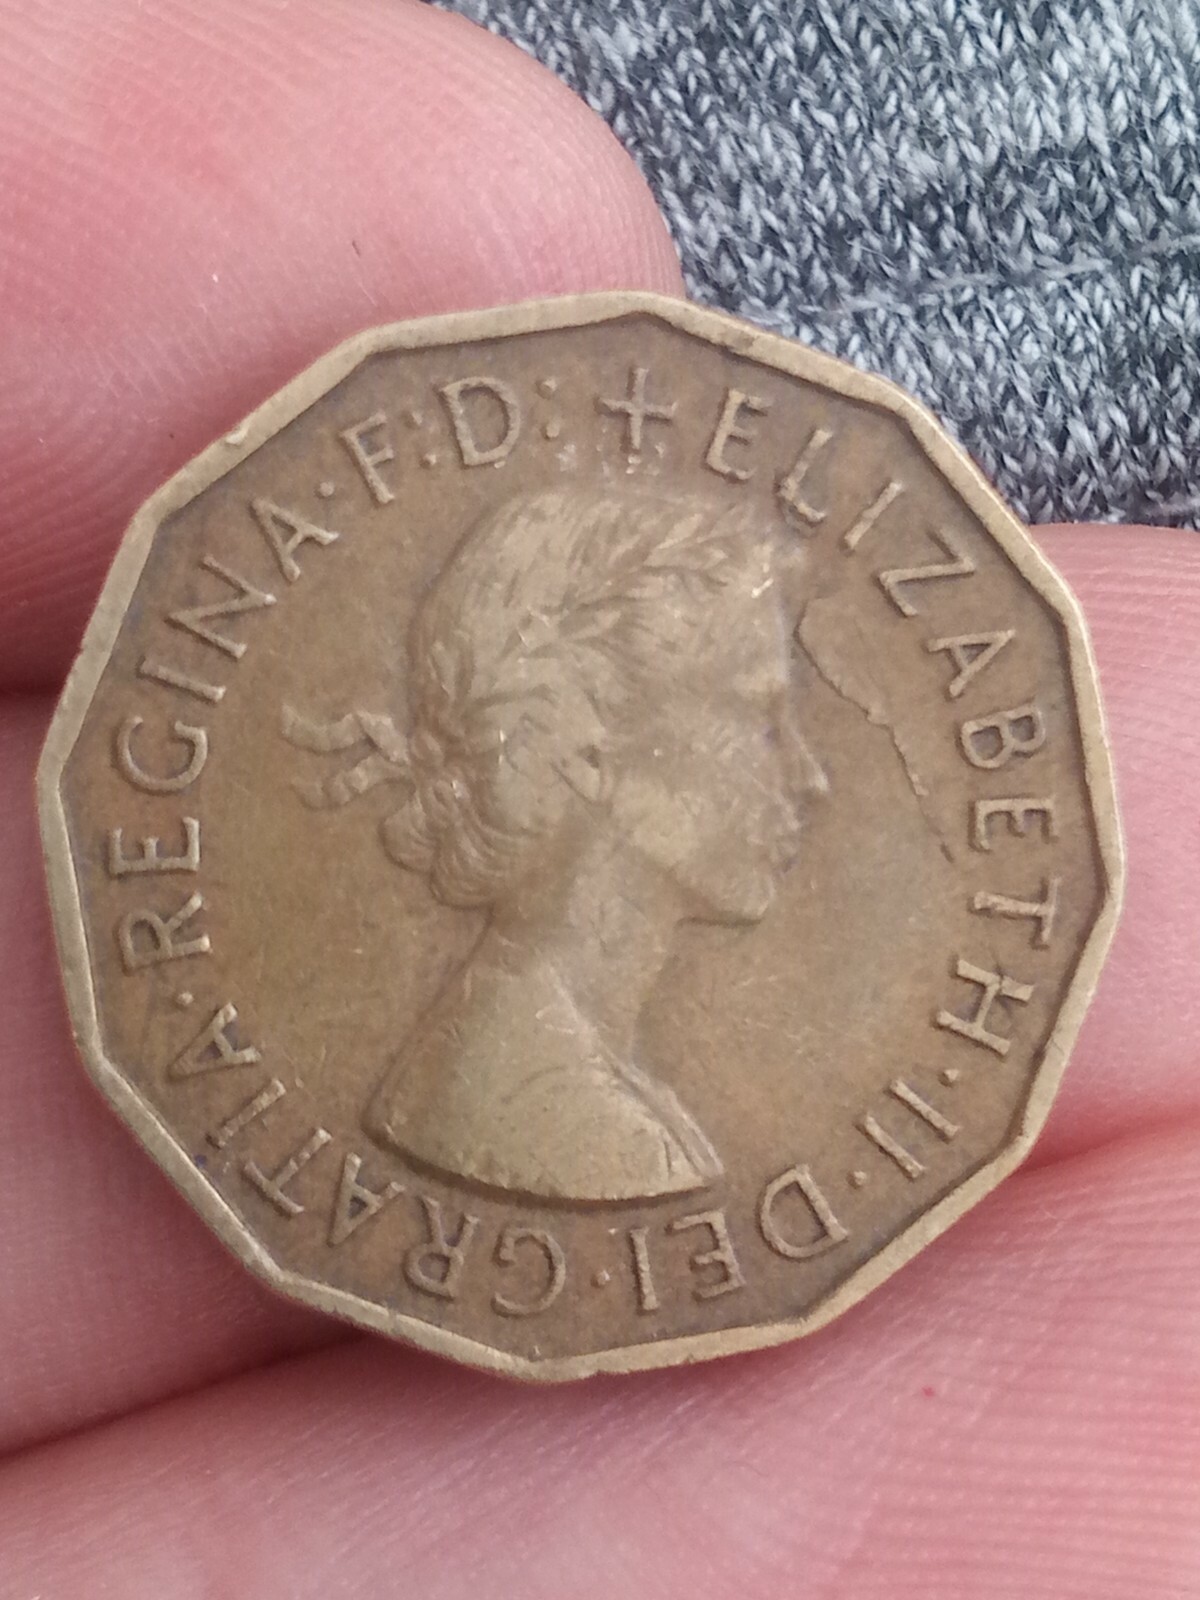 + ELIZABETH · II · DEI · GRATIA · REGINA · F: D: